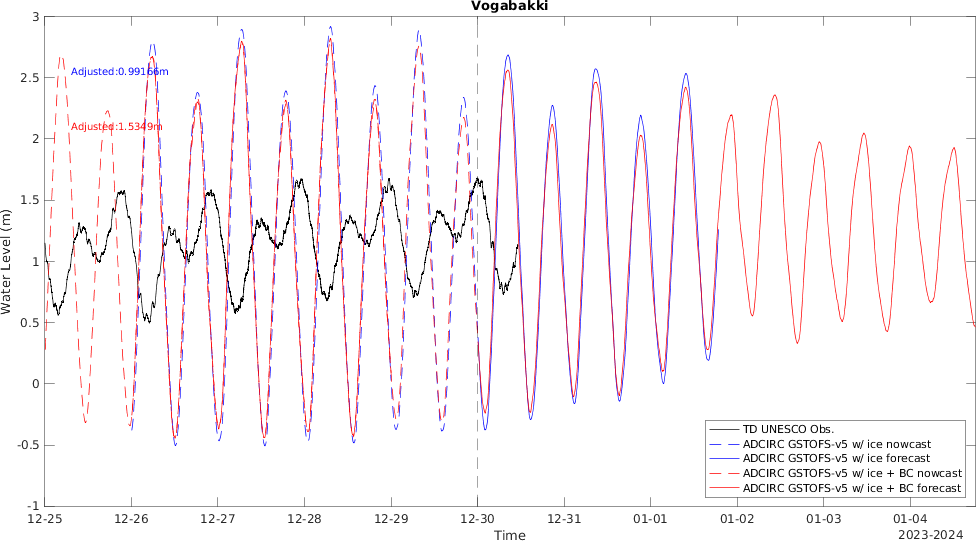 Vogabakki
3
2.5
2
1.5
1
0.5
0
-0.5
-1
Water Level (m)
Adjusted:0.99166m
Adjusted:1.5349m
TD UNESCO Obs.
ADCIRC GSTOFS-v5 w/ ice nowcast
ADCIRC GSTOFS-v5 w/ ice forecast
ADCIRC GSTOFS-v5 w/ ice + BC nowcast
ADCIRC GSTOFS-v5 w/ ice + BC forecast
12-25 12-26 12-27 12-28 12-29 12-30 12-31 01-01 01-02 01-03 01-04
Time
2023-2024